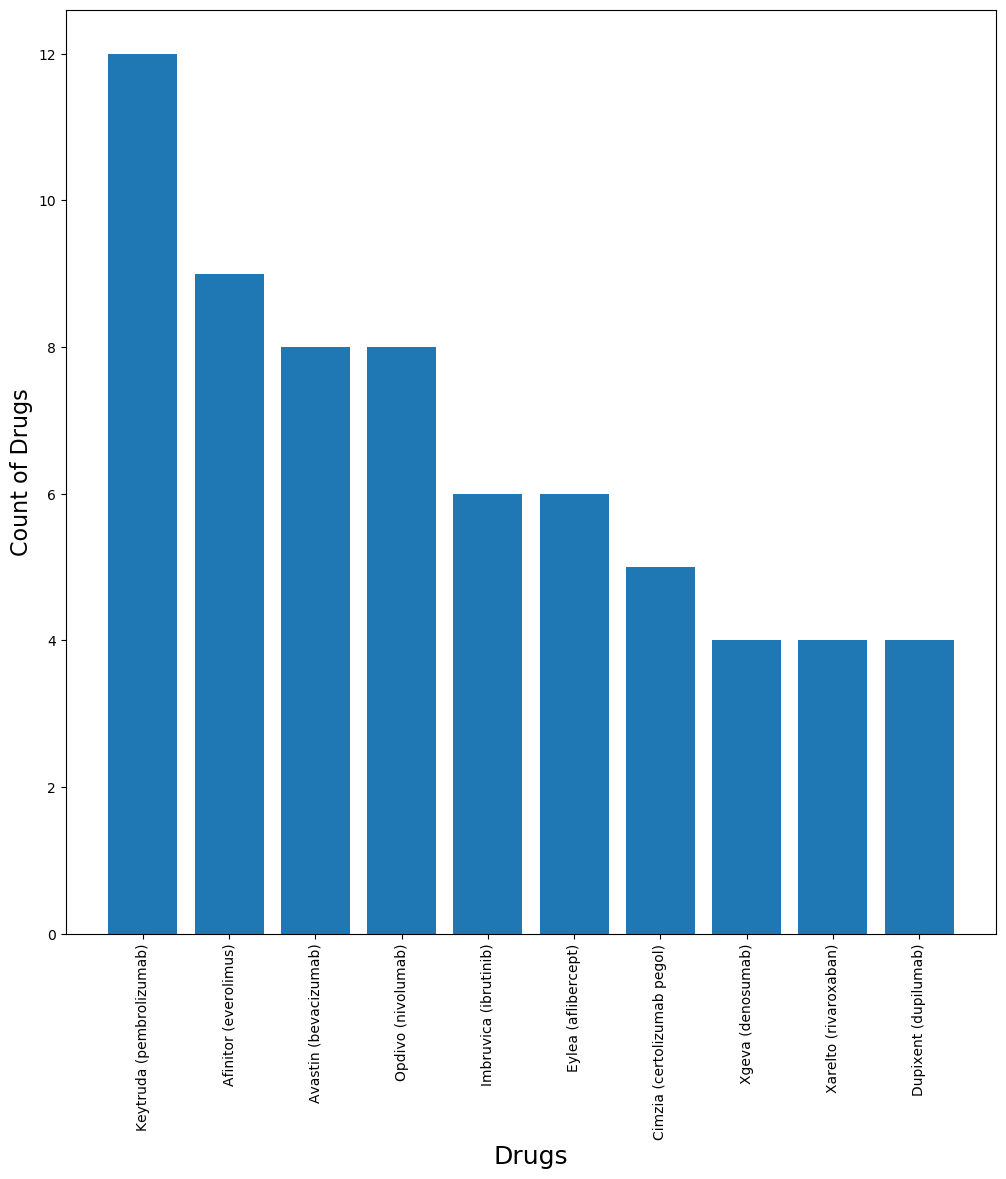 12
10
8
6
4
2
0
Count of Drugs
Keytruda (pembrolizumab)
Afinitor (everolimus)
Avastin (bevacizumab)
Opdivo (nivolumab)
Imbruvica (ibrutinib)
Eylea (aflibercept)
Cimzia (certolizumab pegol)
Xgeva (denosumab)
Xarelto (rivaroxaban)
Dupixent (dupilumab)
Drugs